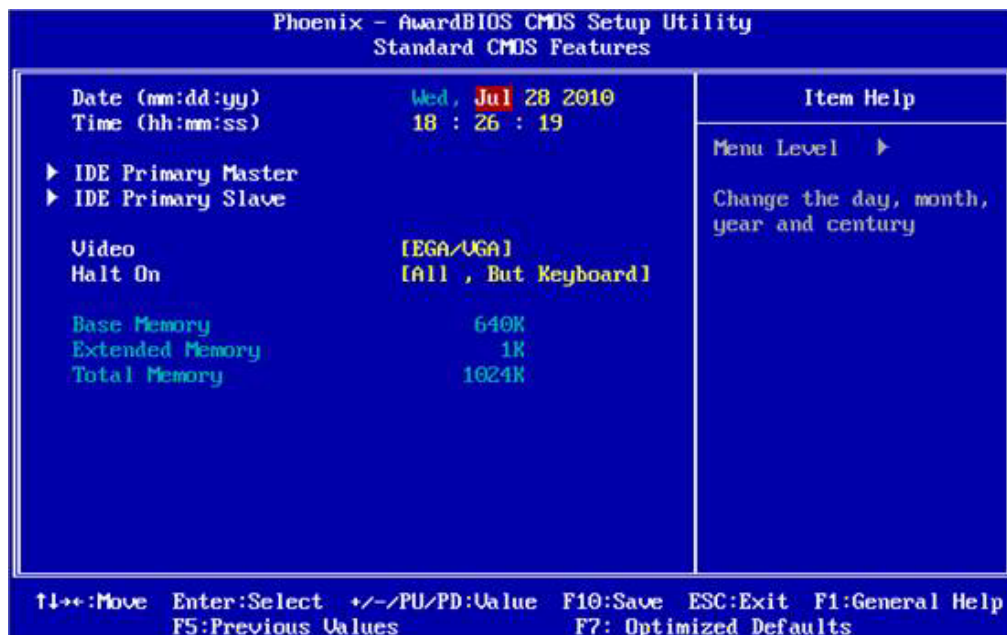 Phoenix - AwardBIOS CMOS Setup Utility
Standard CMOS Features
Date (mm:dd:yy) Wed, Jul 28 2010
Time (hh:mm:ss) 18 : 26 : 19
▶ IDE Primary Master
▶ IDE Primary Slave
Video [EGA/VGA]
Halt On [All , But Keyboard]
Base Memory 640K
Extended Memory 1K
Total Memory 1024K
Item Help
Menu Level ▶
Change the day, month,
year and century
↑↓→←:Move Enter:Select +/-/PU/PD:Value F10:Save ESC:Exit F1:General Help
F5:Previous Values F7: Optimized Defaults